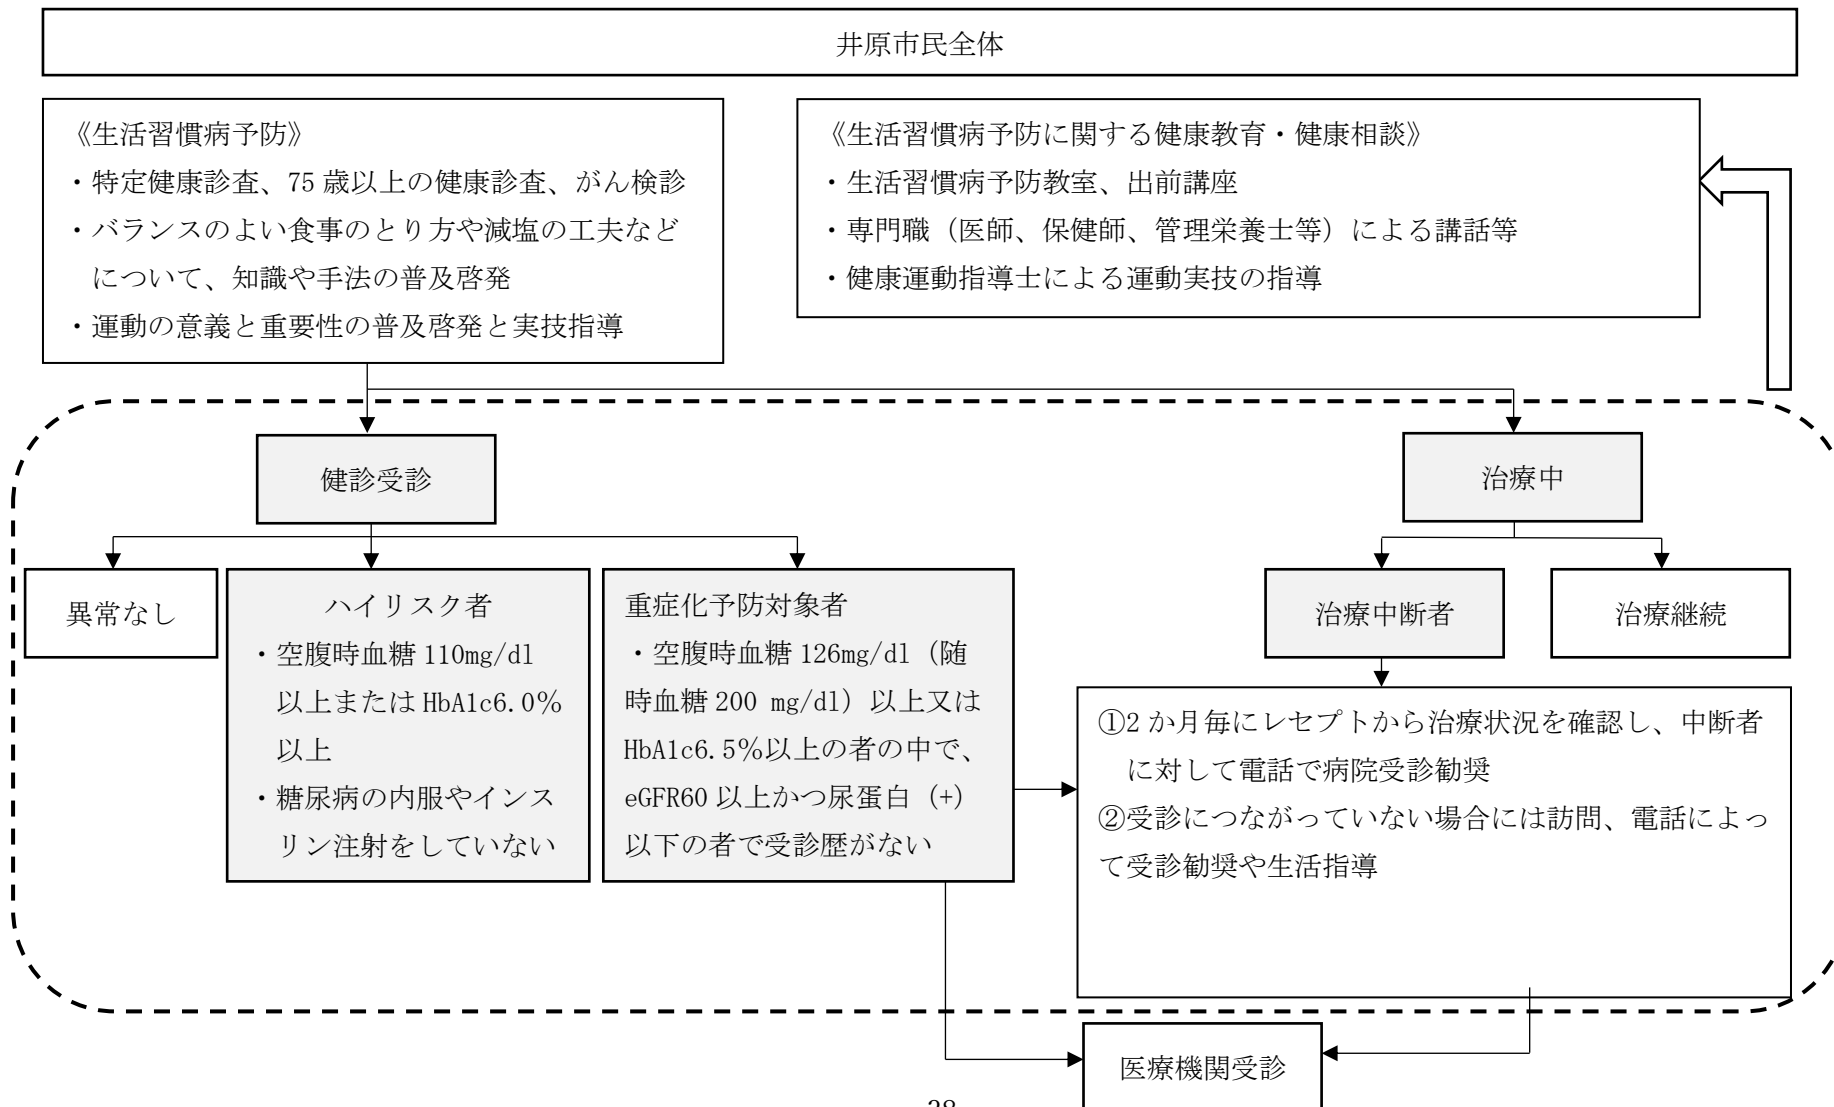 井原市民全体
《生活習慣病予防》
・特定健康診査、75 歳以上の健康診査、がん検診
・バランスのよい食事のとり方や減塩の工夫など
について、知識や手法の普及啓発
・運動の意義と重要性の普及啓発と実技指導
《生活習慣病予防に関する健康教育・健康相談》
・生活習慣病予防教室、出前講座
・専門職（医師、保健師、管理栄養士等）による講話等
・健康運動指導士による運動実技の指導
健診受診
治療中
異常なし
ハイリスク者
・空腹時血糖 110mg/dl
以上または HbA1c6.0％
以上
・糖尿病の内服やインス
リン注射をしていない
重症化予防対象者
・空腹時血糖 126mg/dl（随
時血糖 200 mg/dl）以上又は
HbA1c6.5％以上の者の中で、
eGFR60 以上かつ尿蛋白（+）
以下の者で受診歴がない
治療中断者
治療継続
①2 か月毎にレセプトから治療状況を確認し、中断者
に対して電話で病院受診勧奨
②受診につながっていない場合には訪問、電話によっ
て受診勧奨や生活指導
医療機関受診